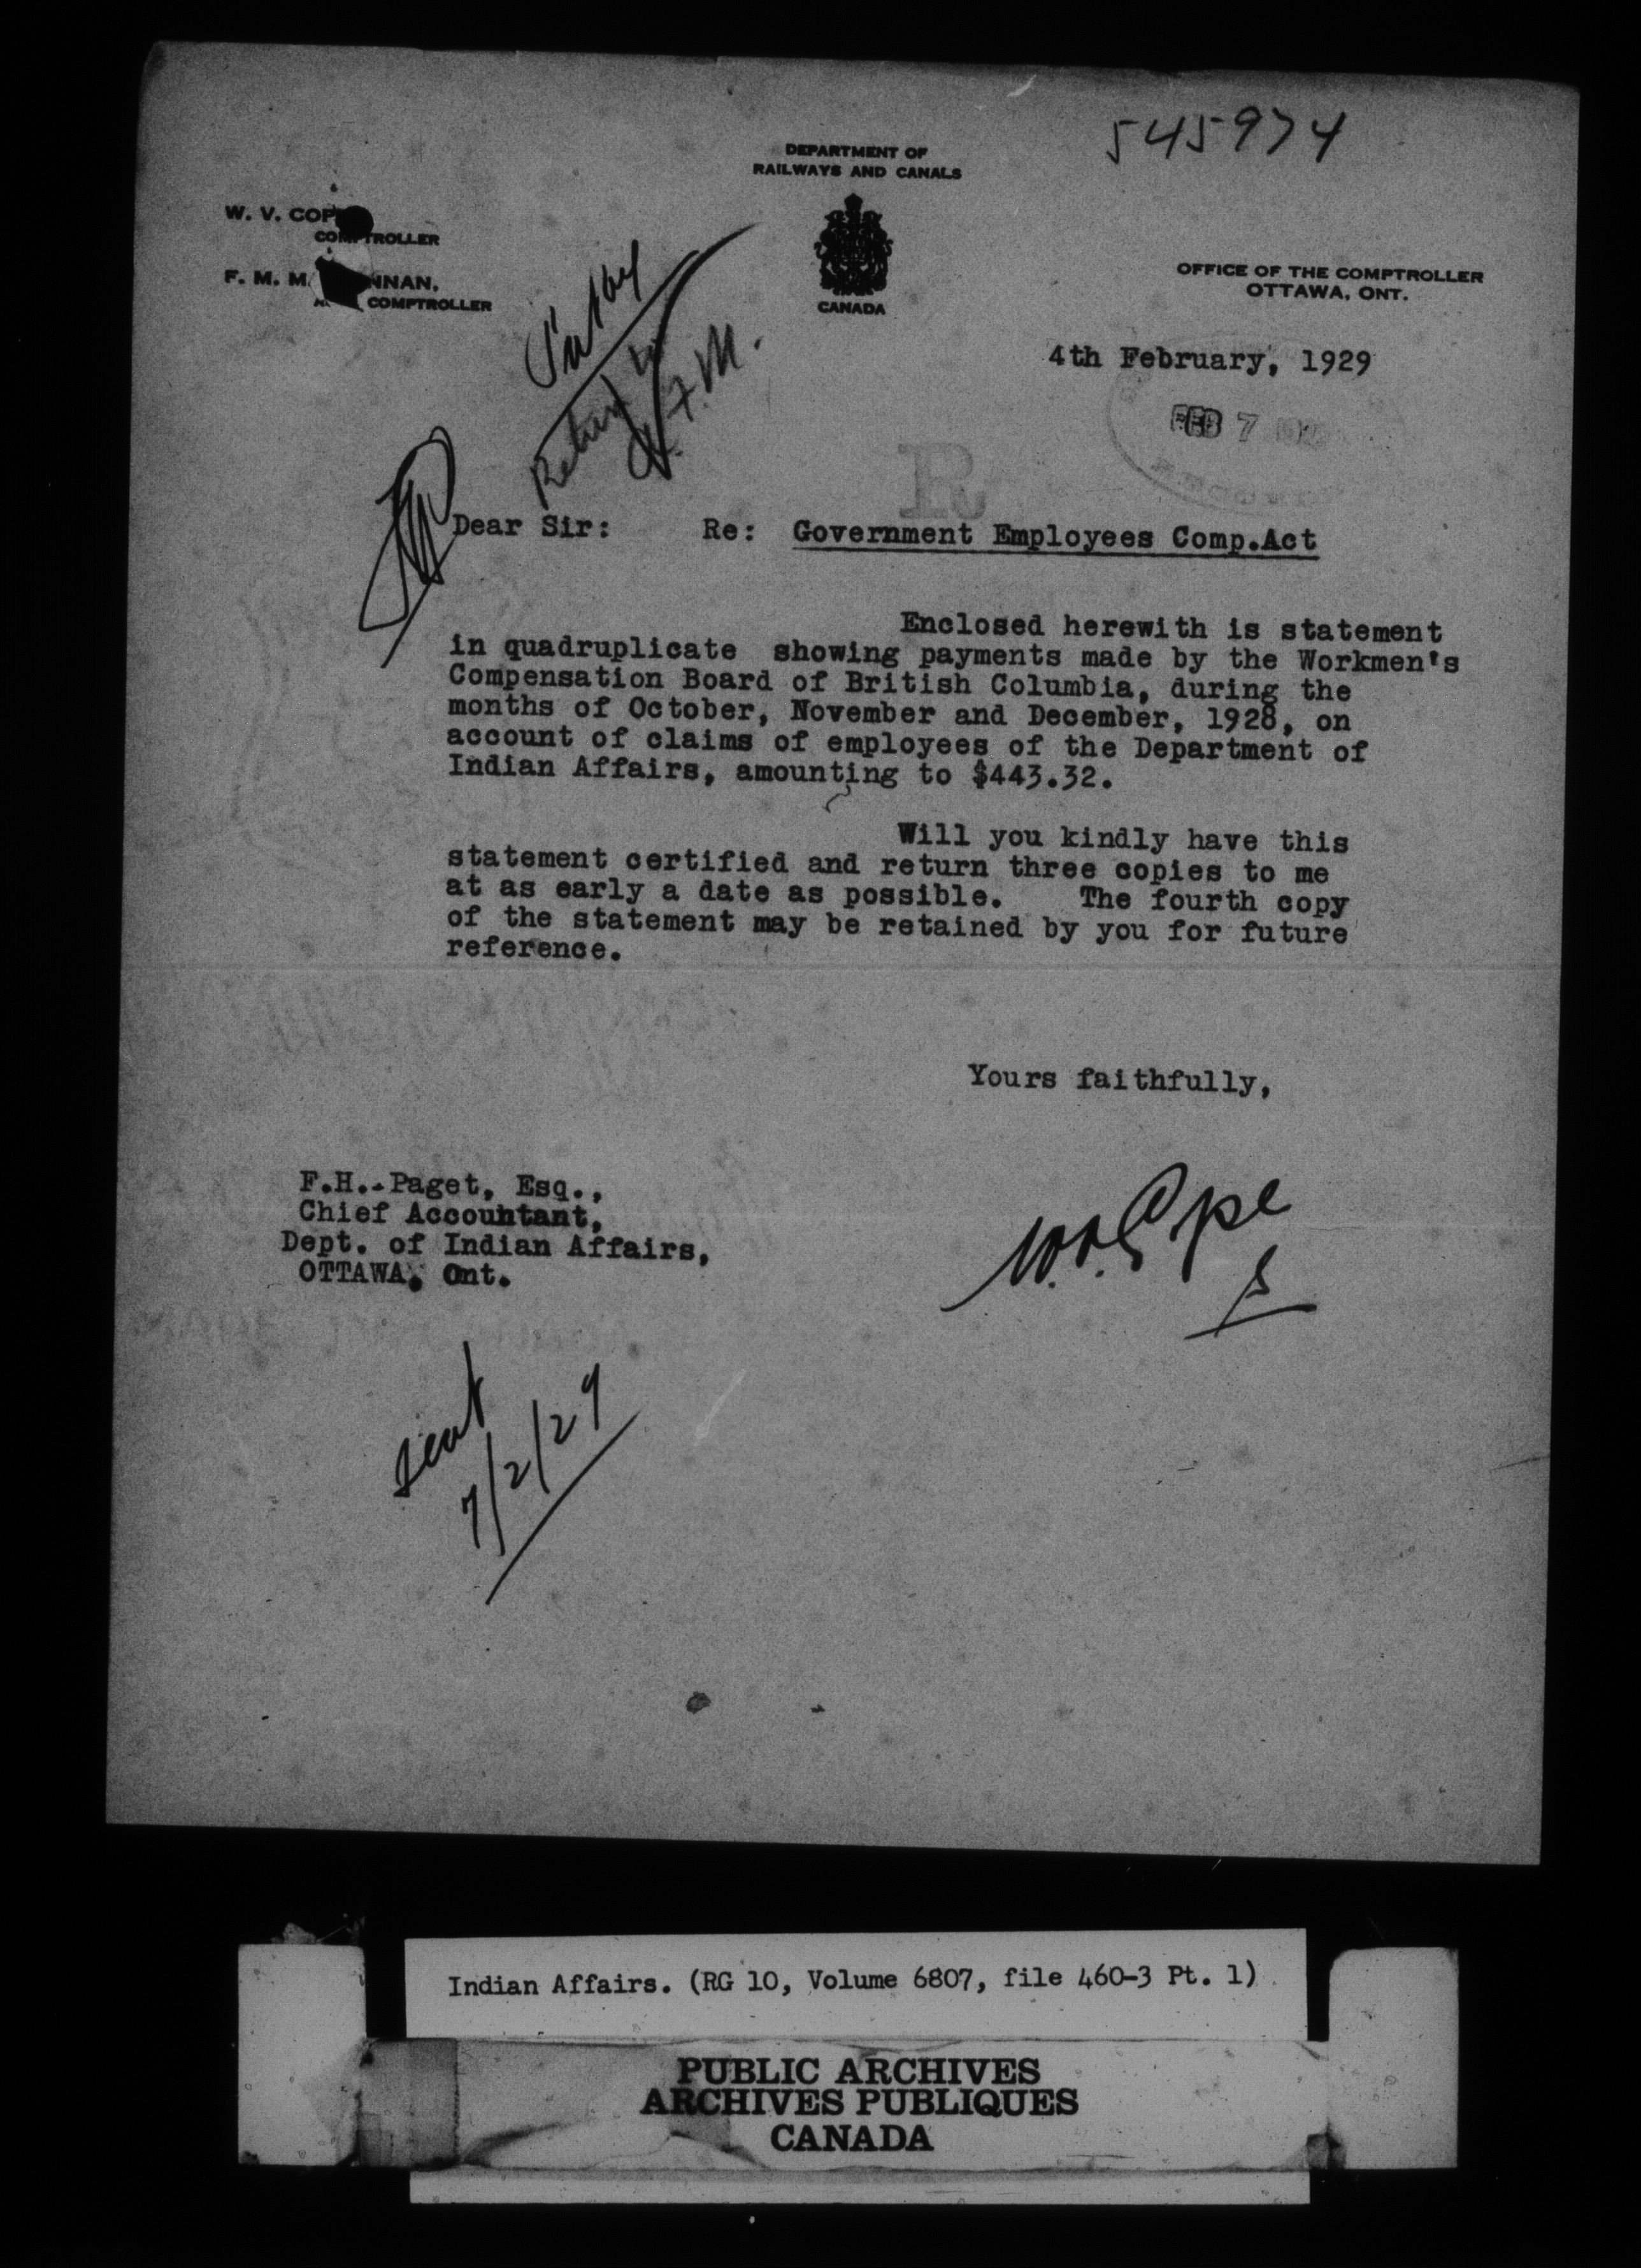 545974
DEPARTMENT OF
RAILWAYS AND CANALS
CANADA
W. V. COP
COMPTROLLER
F. M. M NNAN,
COMPTROLLER
OFFICE OF THE COMPTROLLER
OTTAWA, ONT.
4th February, 1929
FEB 7
R
Return to
F.M.
Dear Sir: Re: Government Employees Comp.Act
Enclosed herewith is statement
in quadruplicate showing payments made by the Workmen's
Compensation Board of British Columbia, during the
months of October, November and December, 1928, on
account of claims of employees of the Department of
Indian Affairs, amounting to $443.32.
Will you kindly have this
statement certified and return three copies to me
at as early a date as possible. The fourth copy
of the statement may be retained by you for future
reference.
Yours faithfully,
W.V. Cope
F.H. Paget, Esq.,
Chief Accountant,
Dept. of Indian Affairs,
OTTAWA, Ont.
sent
7/2/29
Indian Affairs. (RG 10, Volume 6807, file 460-3 Pt. 1)
PUBLIC ARCHIVES
ARCHIVES PUBLIQUES
CANADA